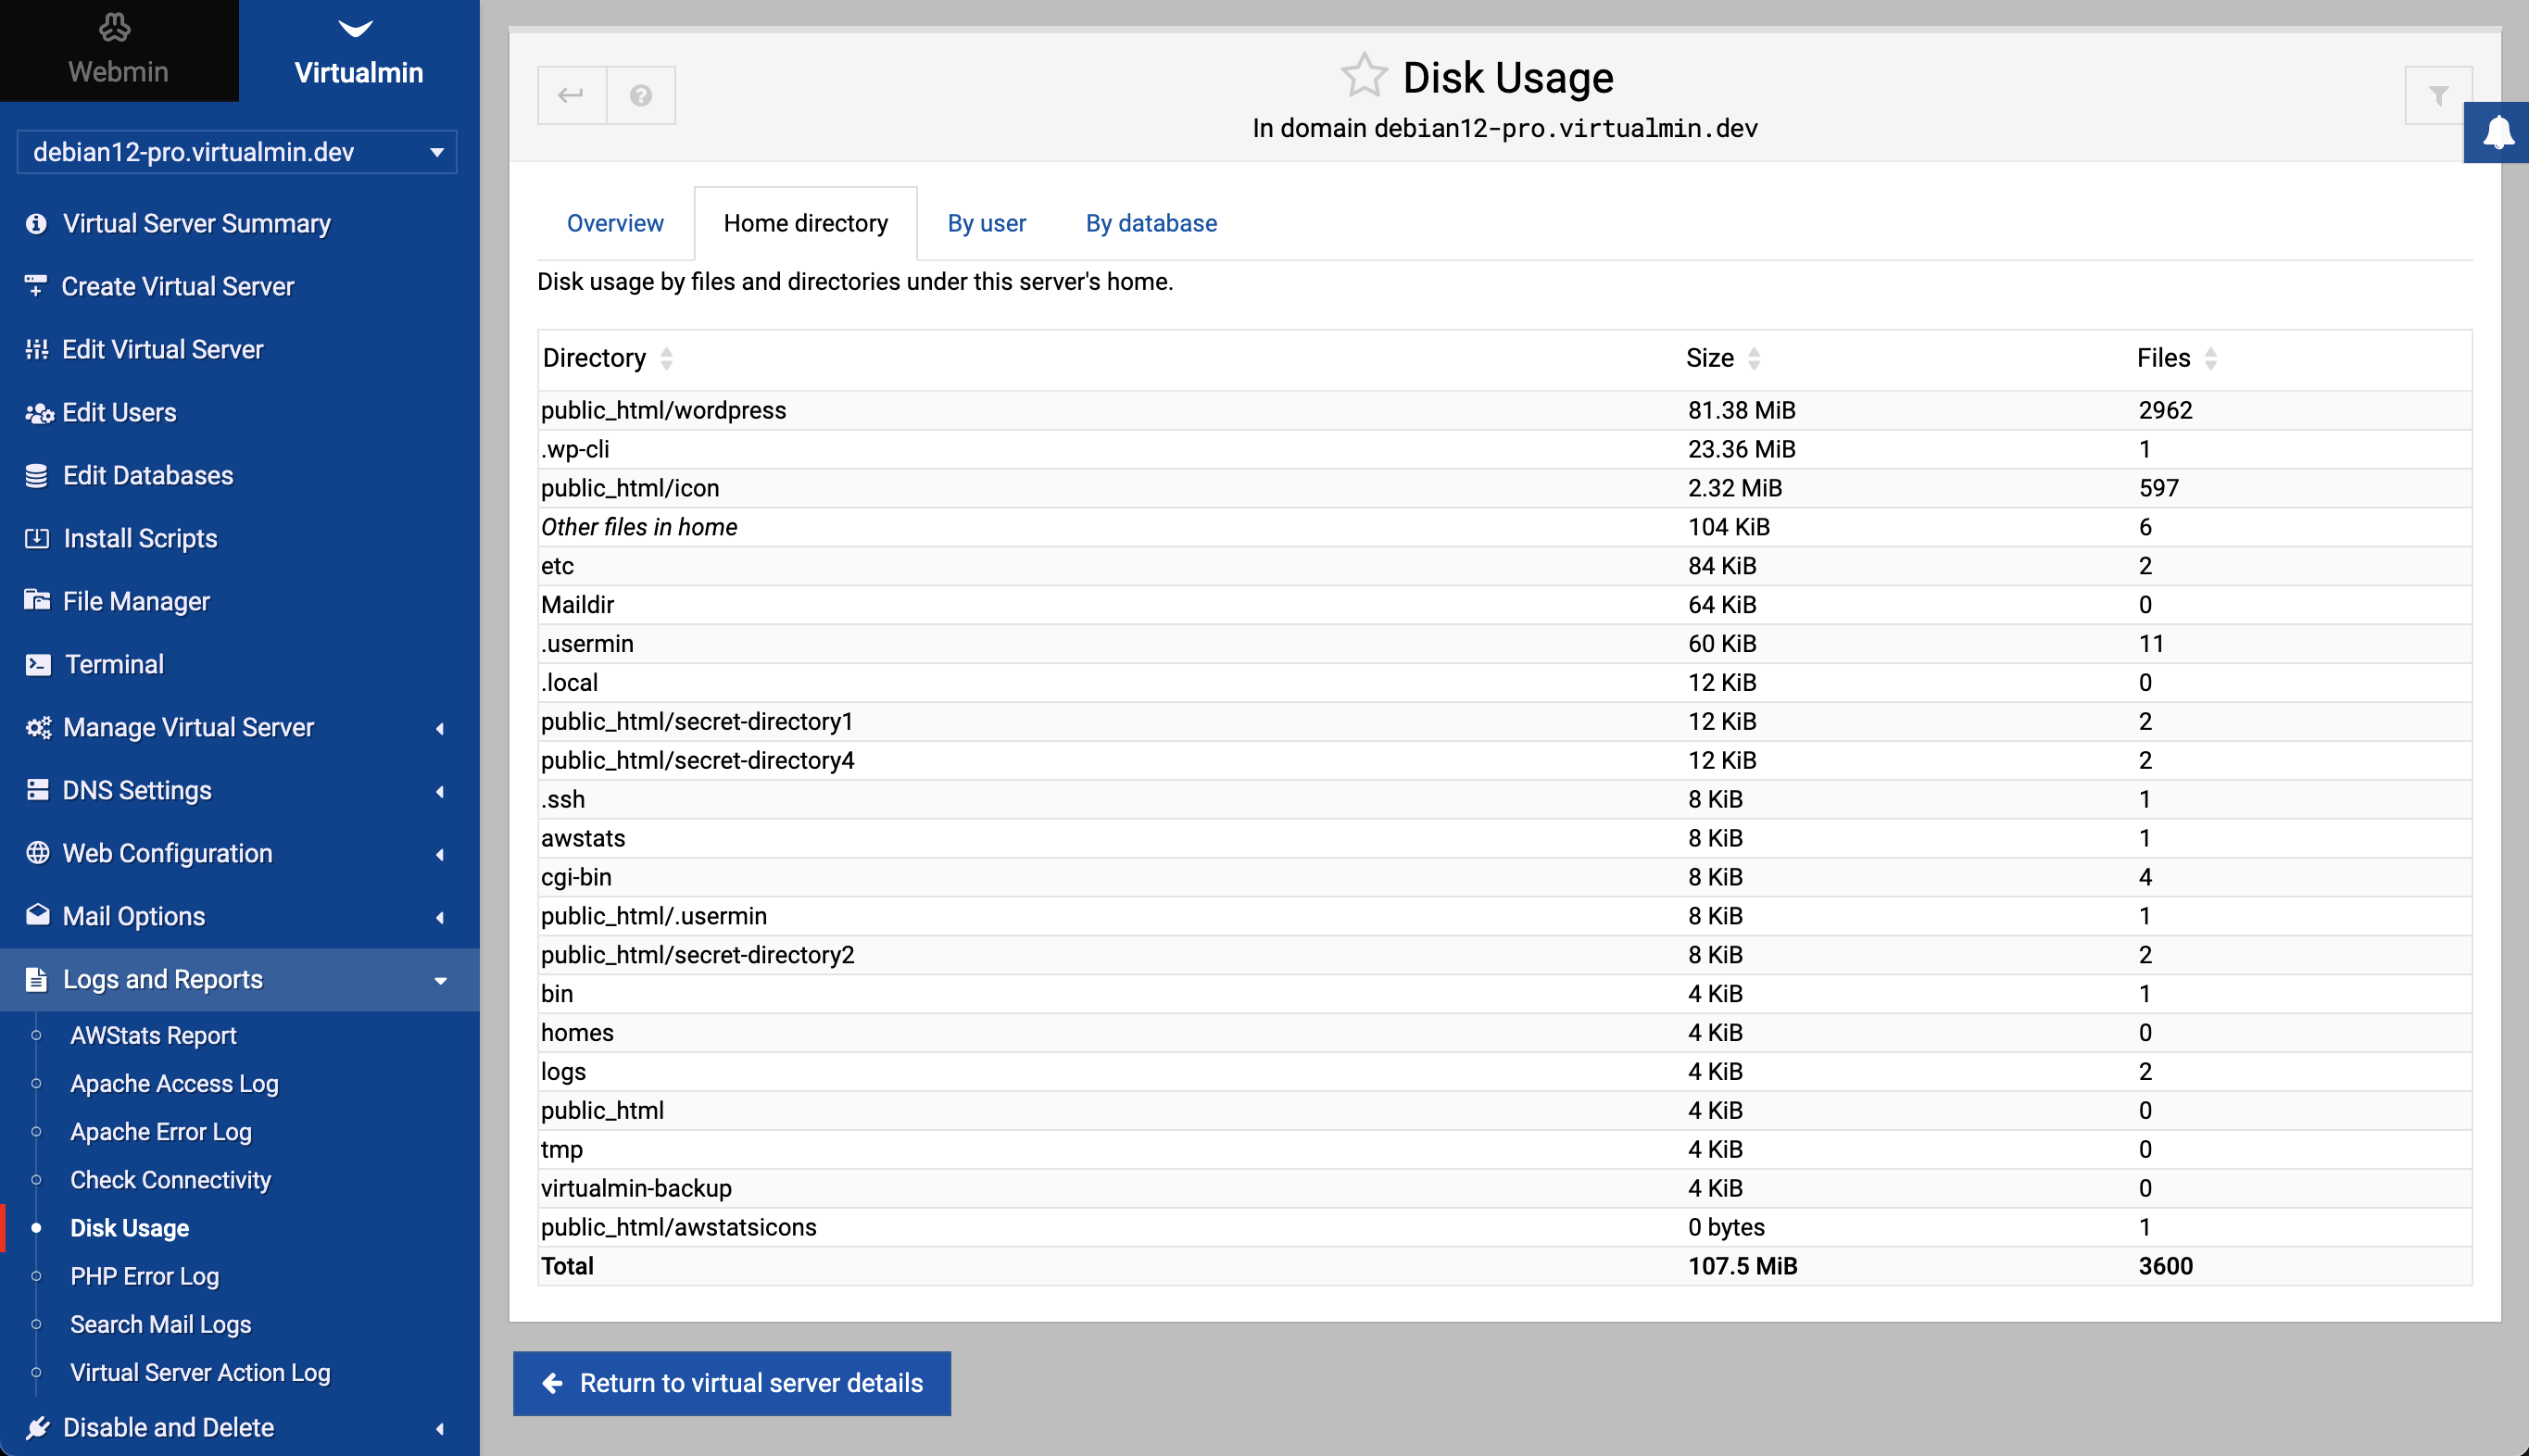 Webmin
Virtualmin
debian12-pro.virtualmin.dev
Virtual Server Summary
Create Virtual Server
Edit Virtual Server
Edit Users
Edit Databases
Install Scripts
File Manager
Terminal
Manage Virtual Server
DNS Settings
Web Configuration
Mail Options
Logs and Reports
AWStats Report
Apache Access Log
Apache Error Log
Check Connectivity
Disk Usage
PHP Error Log
Search Mail Logs
Virtual Server Action Log
Disable and Delete
Disk Usage
In domain debian12-pro.virtualmin.dev
Overview Home directory By user By database
Disk usage by files and directories under this server's home.
Directory Size Files
public_html/wordpress 81.38 MiB 2962
.wp-cli 23.36 MiB 1
public_html/icon 2.32 MiB 597
Other files in home 104 KiB 6
etc 84 KiB 2
Maildir 64 KiB 0
.usermin 60 KiB 11
.local 12 KiB 0
public_html/secret-directory1 12 KiB 2
public_html/secret-directory4 12 KiB 2
.ssh 8 KiB 1
awstats 8 KiB 1
cgi-bin 8 KiB 4
public_html/.usermin 8 KiB 1
public_html/secret-directory2 8 KiB 2
bin 4 KiB 1
homes 4 KiB 0
logs 4 KiB 2
public_html 4 KiB 0
tmp 4 KiB 0
virtualmin-backup 4 KiB 0
public_html/awstatsicons 0 bytes 1
Total 107.5 MiB 3600
Return to virtual server details